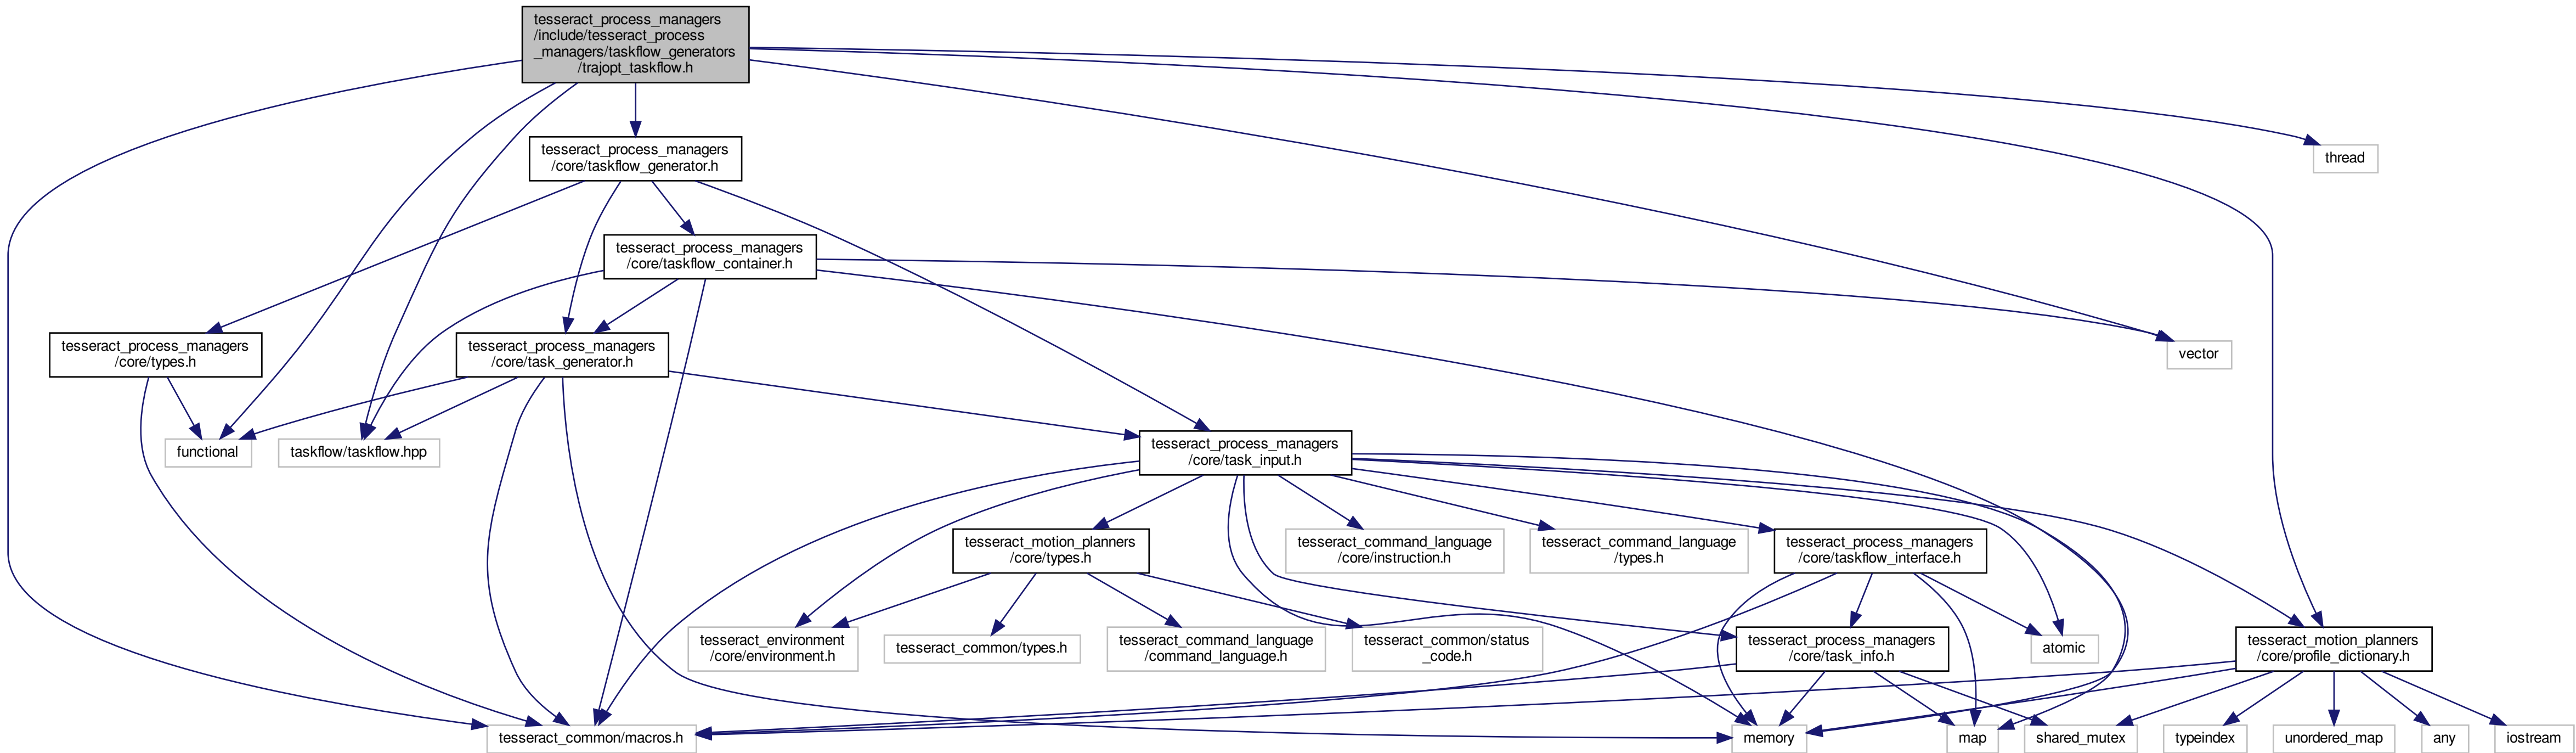 tesseract_process_managers
/include/tesseract_process
_managers/taskflow_generators
/trajopt_taskflow.h
tesseract_process_managers
/core/taskflow_generator.h
thread
tesseract_process_managers
/core/taskflow_container.h
tesseract_process_managers
/core/types.h
tesseract_process_managers
/core/task_generator.h
vector
functional
taskflow/taskflow.hpp
tesseract_process_managers
/core/task_input.h
tesseract_motion_planners
/core/types.h
tesseract_command_language
/core/instruction.h
tesseract_command_language
/types.h
tesseract_process_managers
/core/taskflow_interface.h
tesseract_environment
/core/environment.h
tesseract_common/types.h
tesseract_command_language
/command_language.h
tesseract_common/status
_code.h
tesseract_process_managers
/core/task_info.h
atomic
tesseract_motion_planners
/core/profile_dictionary.h
tesseract_common/macros.h
memory
map
shared_mutex
typeindex
unordered_map
any
iostream